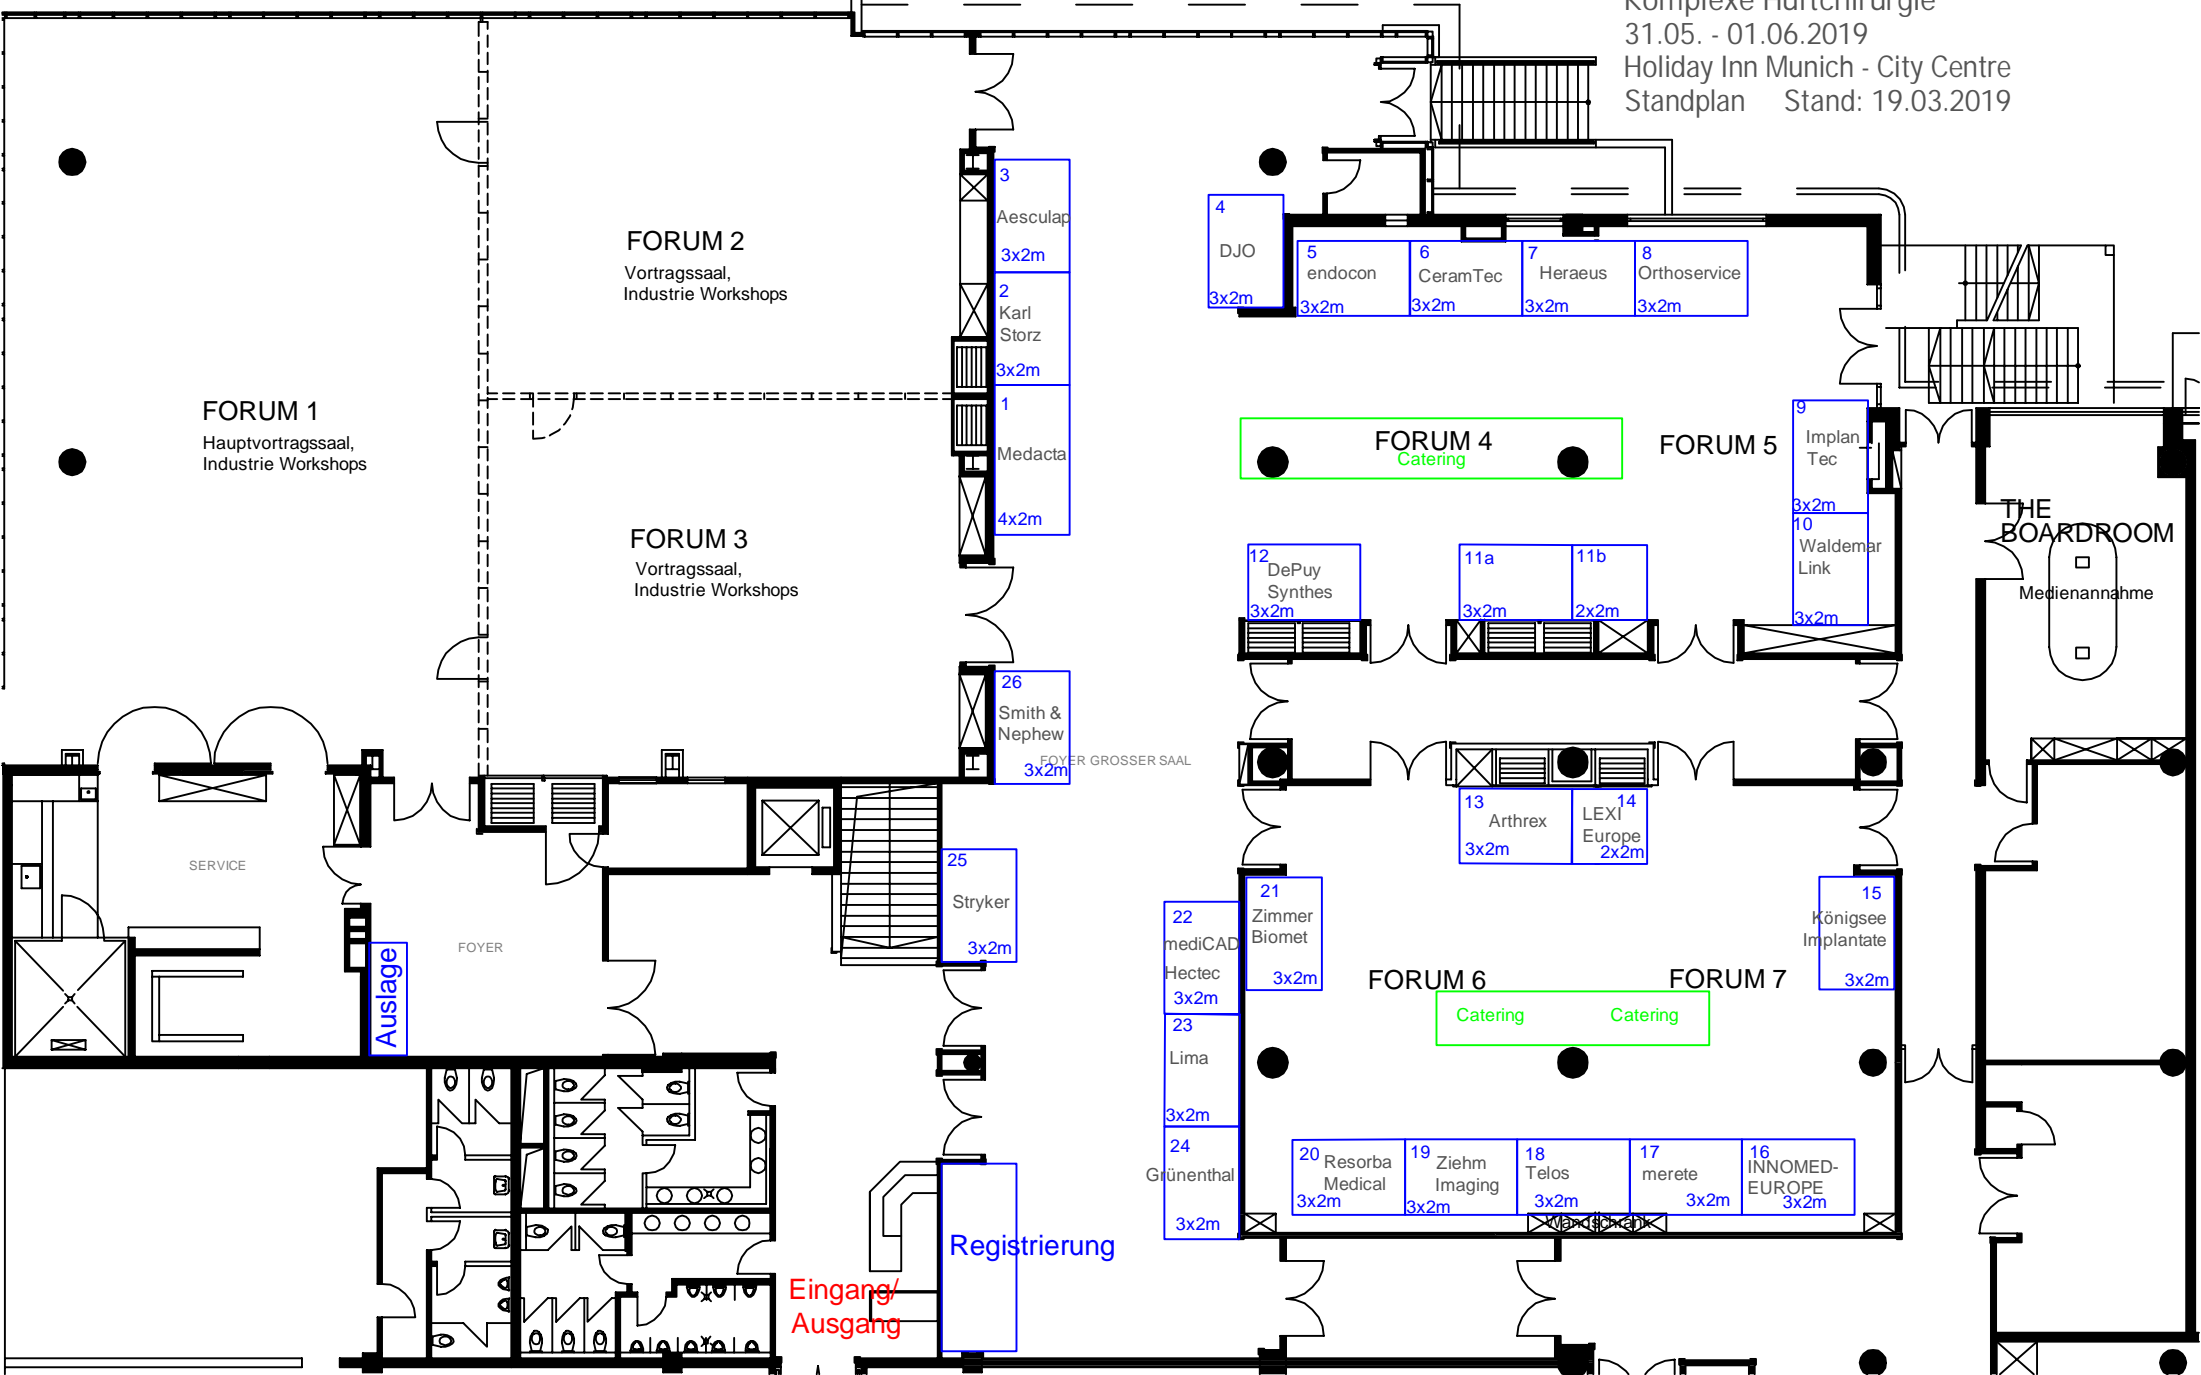 Komplexe Hüftchirurgie
31.05. - 01.06.2019
Holiday Inn Munich - City Centre
Standplan Stand: 19.03.2019
FORUM 1
Hauptvortragssaal,
Industrie Workshops
FORUM 2
Vortragssaal,
Industrie Workshops
FORUM 3
Vortragssaal,
Industrie Workshops
3
Aesculap
3x2m
2
Karl
Storz
3x2m
1
Medacta
4x2m
4
DJO
3x2m
5
endocon
3x2m
6
CeramTec
3x2m
7
Heraeus
3x2m
8
Orthoservice
3x2m
FORUM 4
Catering
FORUM 5
9
Implan
Tec
3x2m
10
Waldemar
Link
3x2m
THE
BOARDROOM
Medienannahme
12
DePuy
Synthes
3x2m
11a
3x2m
11b
2x2m
26
Smith &
Nephew
3x2m
FOYER GROSSER SAAL
13
Arthrex
3x2m
14
LEXI
Europe
2x2m
25
Stryker
3x2m
SERVICE
FOYER
Auslage
21
Zimmer
Biomet
3x2m
22
mediCAD
Hectec
3x2m
15
Königsee
Implantate
3x2m
FORUM 6
FORUM 7
Catering
Catering
23
Lima
3x2m
24
Grünenthal
3x2m
20
Resorba
Medical
3x2m
19
Ziehm
Imaging
3x2m
18
Telos
3x2m
17
merete
3x2m
16
INNOMED-
EUROPE
3x2m
Wandschrank
Registrierung
Eingang/
Ausgang